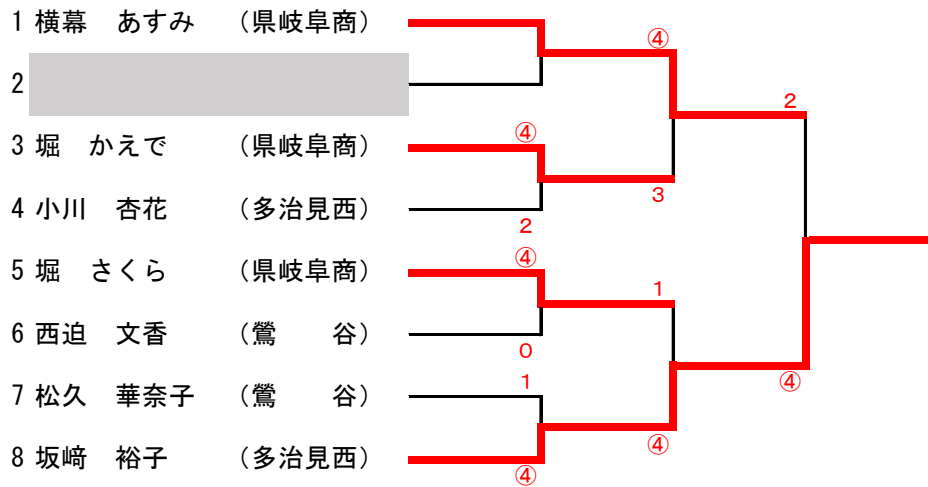 1 横幕　あすみ　（県岐阜商）
④
2
2
3 堀　かえで　（県岐阜商）
④
3
4 小川　杏花　（多治見西）
2
5 堀　さくら　（県岐阜商）
④
1
6 西迫　文香　（鶯　　谷）
0
7 松久　華奈子　（鶯　　谷）
1
④
④
8 坂﨑　裕子　（多治見西）
④